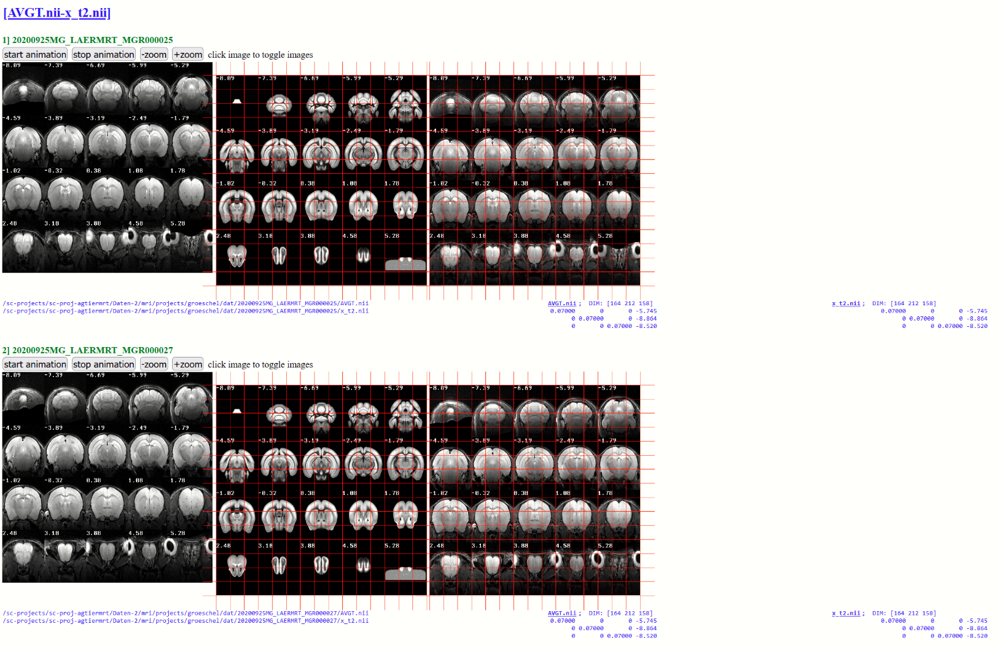 [AVGT.nii-x_t2.nii]
1] 20200925MG_LAERMRT_MGR000025
start animation stop animation -zoom +zoom click image to toggle images
-8.09 -7.39 -6.69 -5.99 -5.29
-4.59 -3.89 -3.19 -2.49 -1.79
-1.02 -0.32 0.38 1.08 1.78
2.48 3.18 3.88 4.58 5.28
-8.09 -7.39 -6.69 -5.99 -5.29
-4.59 -3.89 -3.19 -2.49 -1.79
-1.02 -0.32 0.38 1.08 1.78
2.48 3.18 3.88 4.58 5.28
-8.09 -7.39 -6.69 -5.99 -5.29
-4.59 -3.89 -3.19 -2.49 -1.79
-1.02 -0.32 0.38 1.08 1.78
2.48 3.18 3.88 4.58 5.28
/sc-projects/sc-proj-agtiermrt/Daten-2/mri/projects/groeschel/dat/20200925MG_LAERMRT_MGR000025/AVGT.nii
/sc-projects/sc-proj-agtiermrt/Daten-2/mri/projects/groeschel/dat/20200925MG_LAERMRT_MGR000025/x_t2.nii
AVGT.nii ; DIM: [164 212 158]
0.07000 0 0 -5.745
0 0.07000 0 -8.864
0 0 0.07000 -8.520
x_t2.nii ; DIM: [164 212 158]
0.07000 0 0 -5.745
0 0.07000 0 -8.864
0 0 0.07000 -8.520
2] 20200925MG_LAERMRT_MGR000027
start animation stop animation -zoom +zoom click image to toggle images
-8.09 -7.39 -6.69 -5.99 -5.29
-4.59 -3.89 -3.19 -2.49 -1.79
-1.02 -0.32 0.38 1.08 1.78
2.48 3.18 3.88 4.58 5.28
-8.09 -7.39 -6.69 -5.99 -5.29
-4.59 -3.89 -3.19 -2.49 -1.79
-1.02 -0.32 0.38 1.08 1.78
2.48 3.18 3.88 4.58 5.28
-8.09 -7.39 -6.69 -5.99 -5.29
-4.59 -3.89 -3.19 -2.49 -1.79
-1.02 -0.32 0.38 1.08 1.78
2.48 3.18 3.88 4.58 5.28
/sc-projects/sc-proj-agtiermrt/Daten-2/mri/projects/groeschel/dat/20200925MG_LAERMRT_MGR000027/AVGT.nii
/sc-projects/sc-proj-agtiermrt/Daten-2/mri/projects/groeschel/dat/20200925MG_LAERMRT_MGR000027/x_t2.nii
AVGT.nii ; DIM: [164 212 158]
0.07000 0 0 -5.745
0 0.07000 0 -8.864
0 0 0.07000 -8.520
x_t2.nii ; DIM: [164 212 158]
0.07000 0 0 -5.745
0 0.07000 0 -8.864
0 0 0.07000 -8.520